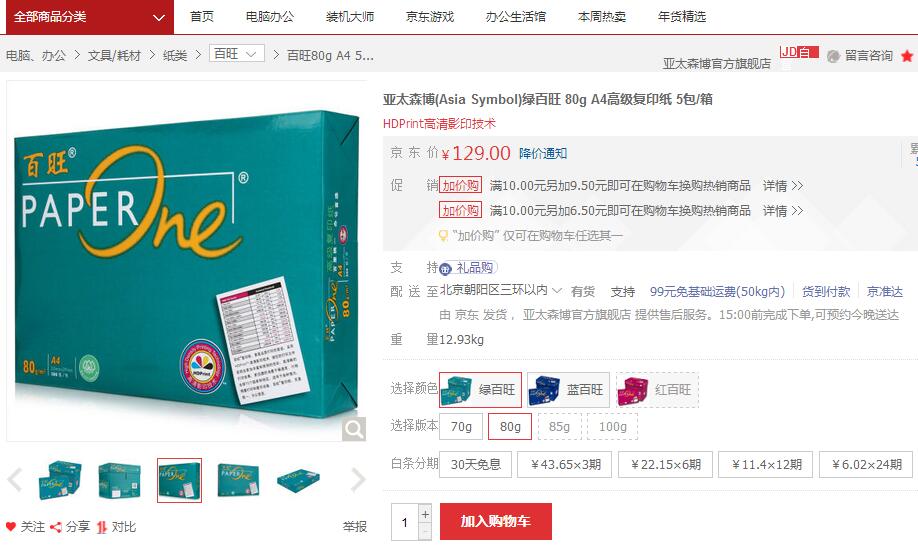 全部商品分类 首页 电脑办公 装机大师 京东游戏 办公生活馆 本周热卖 年货精选
电脑、办公 > 文具/耗材 > 纸类 > 百旺 > 百旺80g A4 5... 亚太森博官方旗舰店 JD白 留言咨询
亚太森博(Asia Symbol)绿百旺 80g A4高级复印纸 5包/箱
HDPrint高清影印技术
京东价 ¥129.00 降价通知
促销 加价购 满10.00元另加9.50元即可在购物车换购热销商品 详情 >>
加价购 满10.00元另加6.50元即可在购物车换购热销商品 详情 >>
“加价购” 仅可在购物车任选其一
支持 礼品购
配送至 北京朝阳区三环以内 有货 支持 99元免基础运费(50kg内) 货到付款 京准达
由 京东 发货， 亚太森博官方旗舰店 提供售后服务。15:00前完成下单,可预约今晚送达
重量 12.93kg
选择颜色 绿百旺 蓝百旺 红百旺
选择版本 70g 80g 85g 100g
白条分期 30天免息 ￥43.65×3期 ￥22.15×6期 ￥11.4×12期 ￥6.02×24期
1 + - 加入购物车
百旺®
PAPER One ®
80g/m² A4
HDPrint
PAPER One
A4
80g/m²
关注 分享 对比 举报